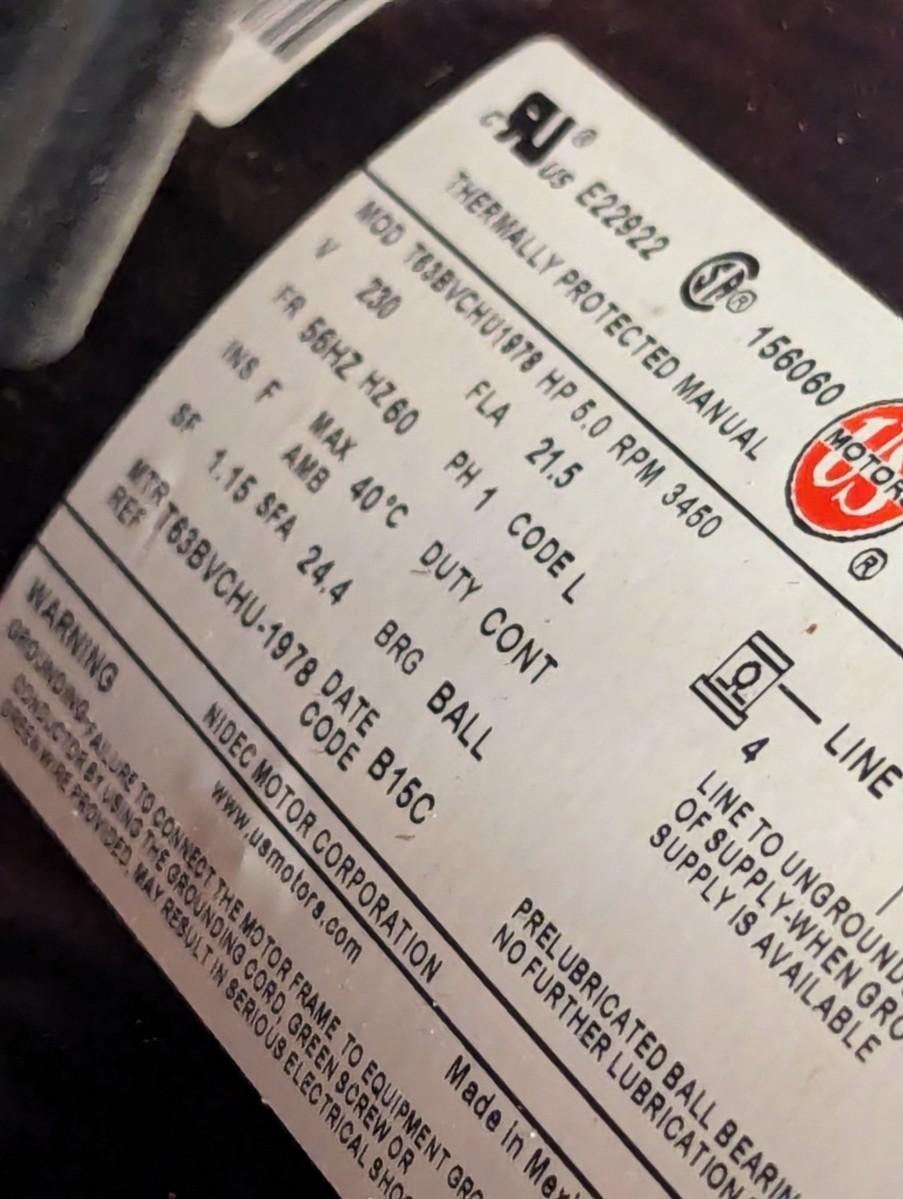 c RU® US E22922 SA® 156060
THERMALLY PROTECTED MANUAL
US MOTORS ®
MOD T63BVCHU1978 HP 5.0 RPM 3450
V 230 FLA 21.5
FR 56HZ HZ 60 PH 1 CODE L
INS F MAX AMB 40°C DUTY CONT
SF 1.15 SFA 24.4 BRG BALL
MTR REF T63BVCHU-1978 DATE CODE B15C
4 LINE
LINE TO UNGROUND
OF SUPPLY-WHEN GRO
SUPPLY IS AVAILABLE
NIDEC MOTOR CORPORATION
www.usmotors.com
PRELUBRICATED BALL BEARIN
NO FURTHER LUBRICATION
Made in Mex
WARNING
GROUNDING-FAILURE TO CONNECT THE MOTOR FRAME TO EQUIPMENT GRO
CONDUCTOR BY USING THE GROUNDING CORD, GREEN SCREW OR
GREEN WIRE PROVIDED, MAY RESULT IN SERIOUS ELECTRICAL SHO